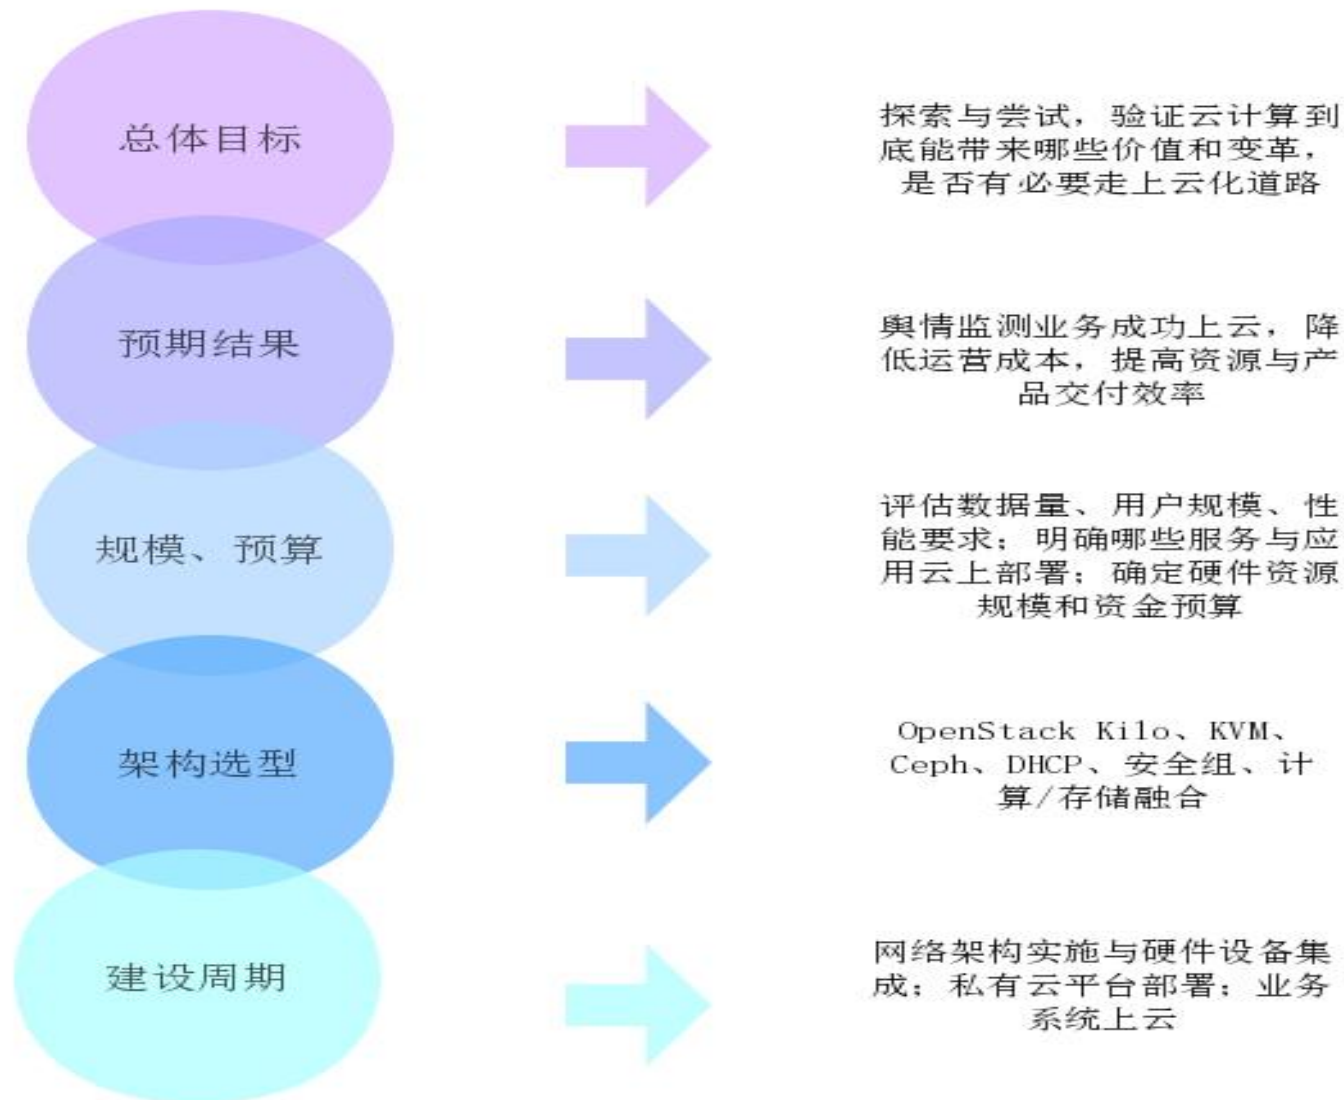 总体目标
探索与尝试，验证云计算到
底能带来哪些价值和变革，
是否有必要走上云化道路
预期结果
舆情监测业务成功上云，降
低运营成本，提高资源与产
品交付效率
规模、预算
评估数据量、用户规模、性
能要求；明确哪些服务与应
用云上部署；确定硬件资源
规模和资金预算
架构选型
OpenStack Kilo、KVM、
Ceph、DHCP、安全组、计
算/存储融合
建设周期
网络架构实施与硬件设备集
成；私有云平台部署；业务
系统上云